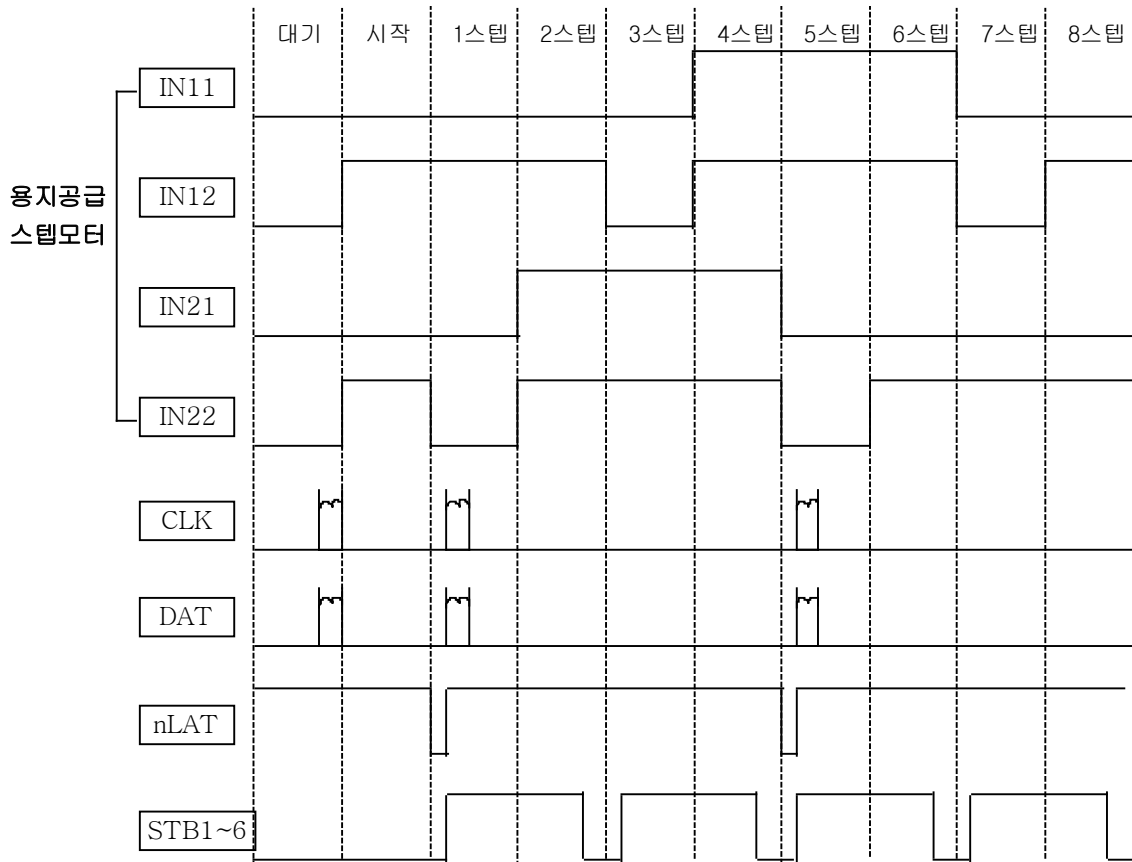 대기 시작 1스텝 2스텝 3스텝 4스텝 5스텝 6스텝 7스텝 8스텝
IN11
용지공급
스텝모터
IN12
IN21
IN22
CLK
DAT
nLAT
STB1~6